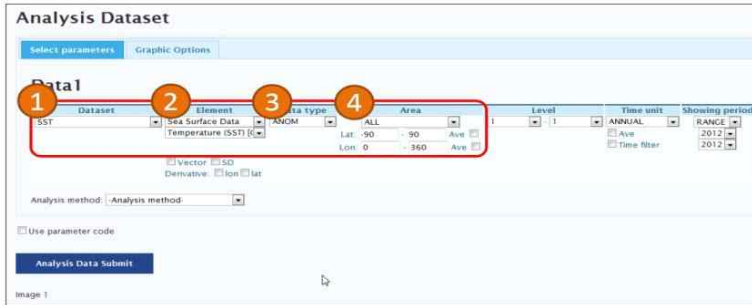 Analysis Dataset
Select parameters Graphic Options
Data1
1 2 3 4
Dataset Element Data type Area Level Time unit Showing period
SST Sea Surface Data ANOM ALL 1 - 1 ANNUAL RANGE
Temperature (SST) Lat: -90 - 90 Ave Ave 2012
Lon: 0 - 360 Ave Time filter 2012
Vector SD
Derivative: lon lat
Analysis method: -Analysis method-
Use parameter code
Analysis Data Submit
Image 1